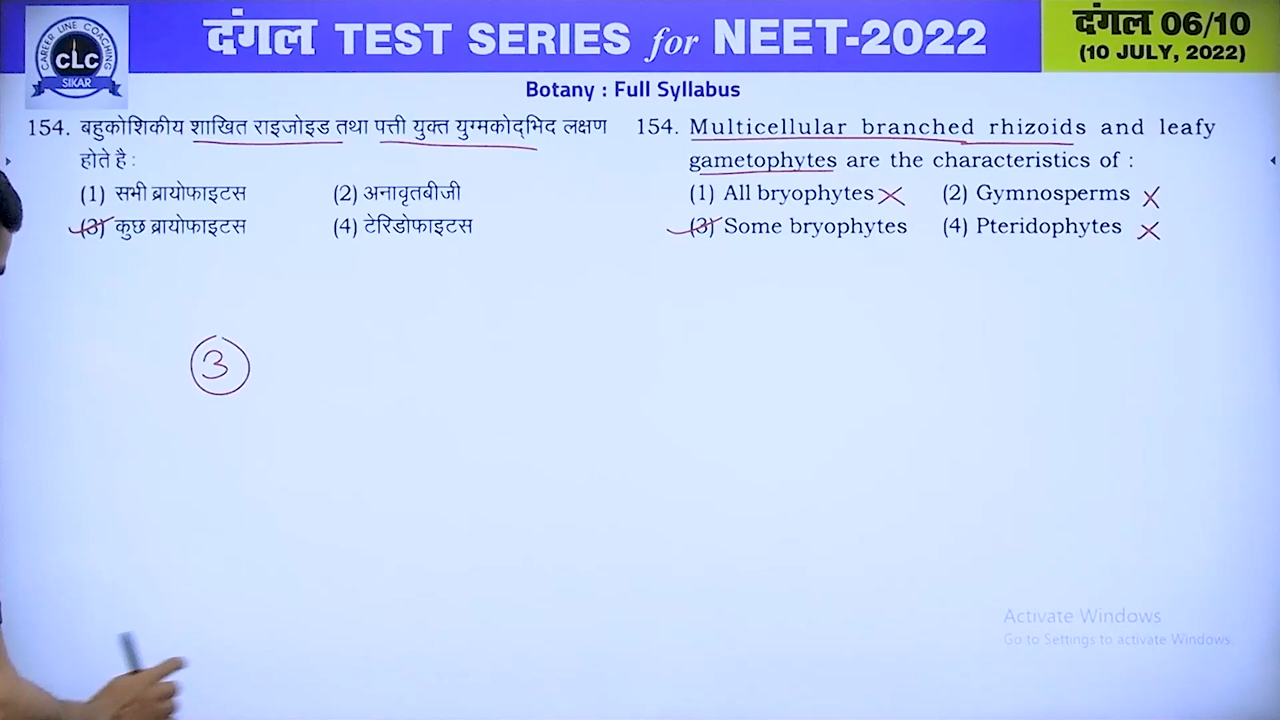 CAREER LINE COACHING
CLC
SIKAR
दंगल TEST SERIES for NEET-2022
दंगल 06/10
(10 JULY, 2022)
Botany : Full Syllabus
154. बहुकोशिकीय शाखित राइजोइड तथा पत्ती युक्त युग्मकोद्भिद लक्षण
होते है :
(1) सभी ब्रायोफाइटस (2) अनावृतबीजी
(3) कुछ ब्रायोफाइटस (4) टेरिडोफाइटस
154. Multicellular branched rhizoids and leafy
gametophytes are the characteristics of :
(1) All bryophytes (2) Gymnosperms
(3) Some bryophytes (4) Pteridophytes
3
Activate Windows
Go to Settings to activate Windows.